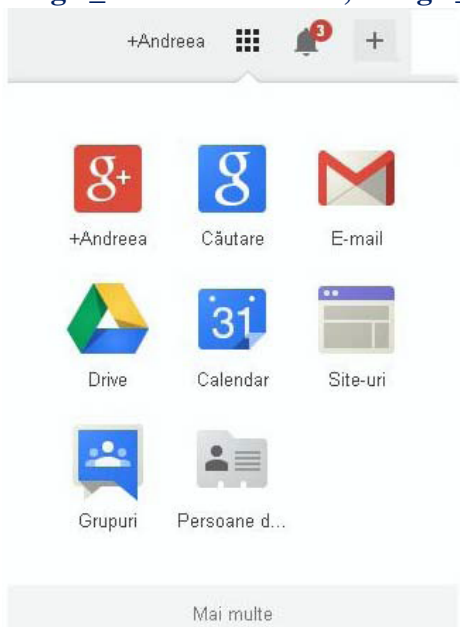 +Andreea 3 +
g+ g
+Andreea Căutare E-mail
31
Drive Calendar Site-uri
Grupuri Persoane d...
Mai multe